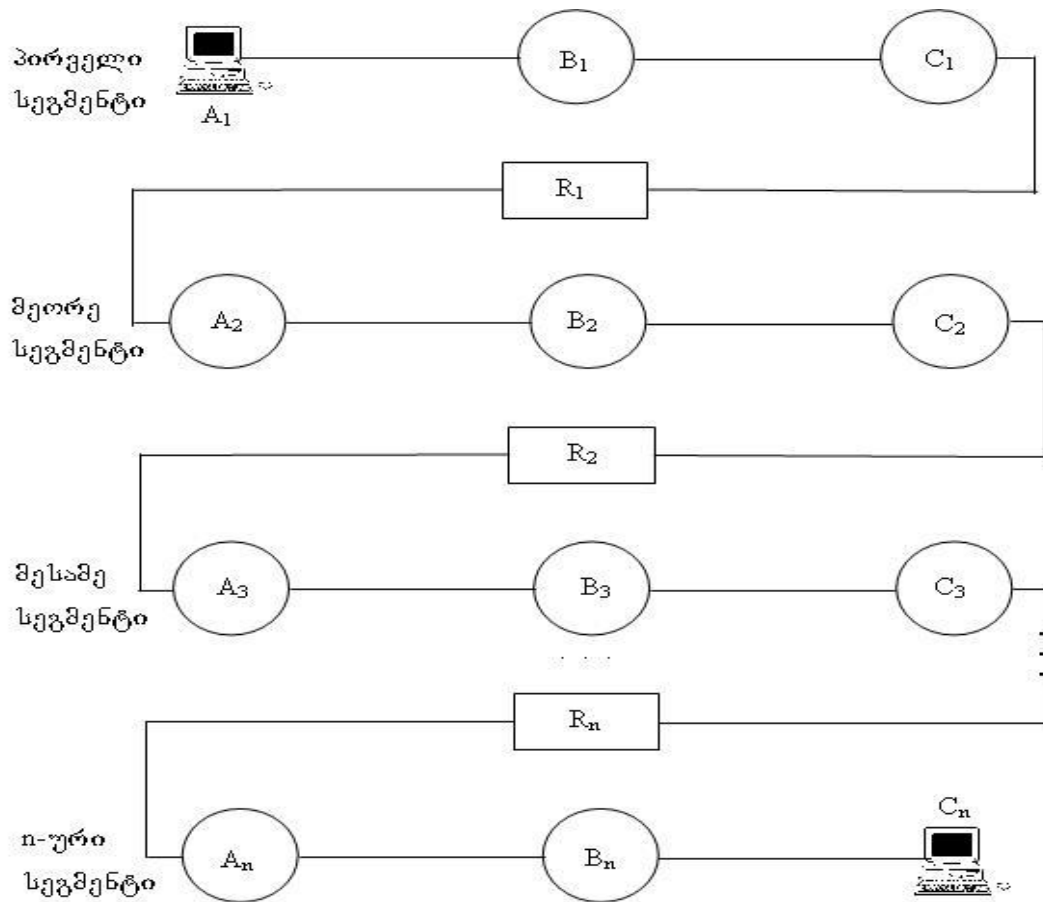 პირველი
სეგმენტი
A₁
B₁
C₁
R₁
მეორე
სეგმენტი
A₂
B₂
C₂
R₂
მესამე
სეგმენტი
A₃
B₃
C₃
. . .
Rₙ
n-ური
სეგმენტი
Aₙ
Bₙ
Cₙ